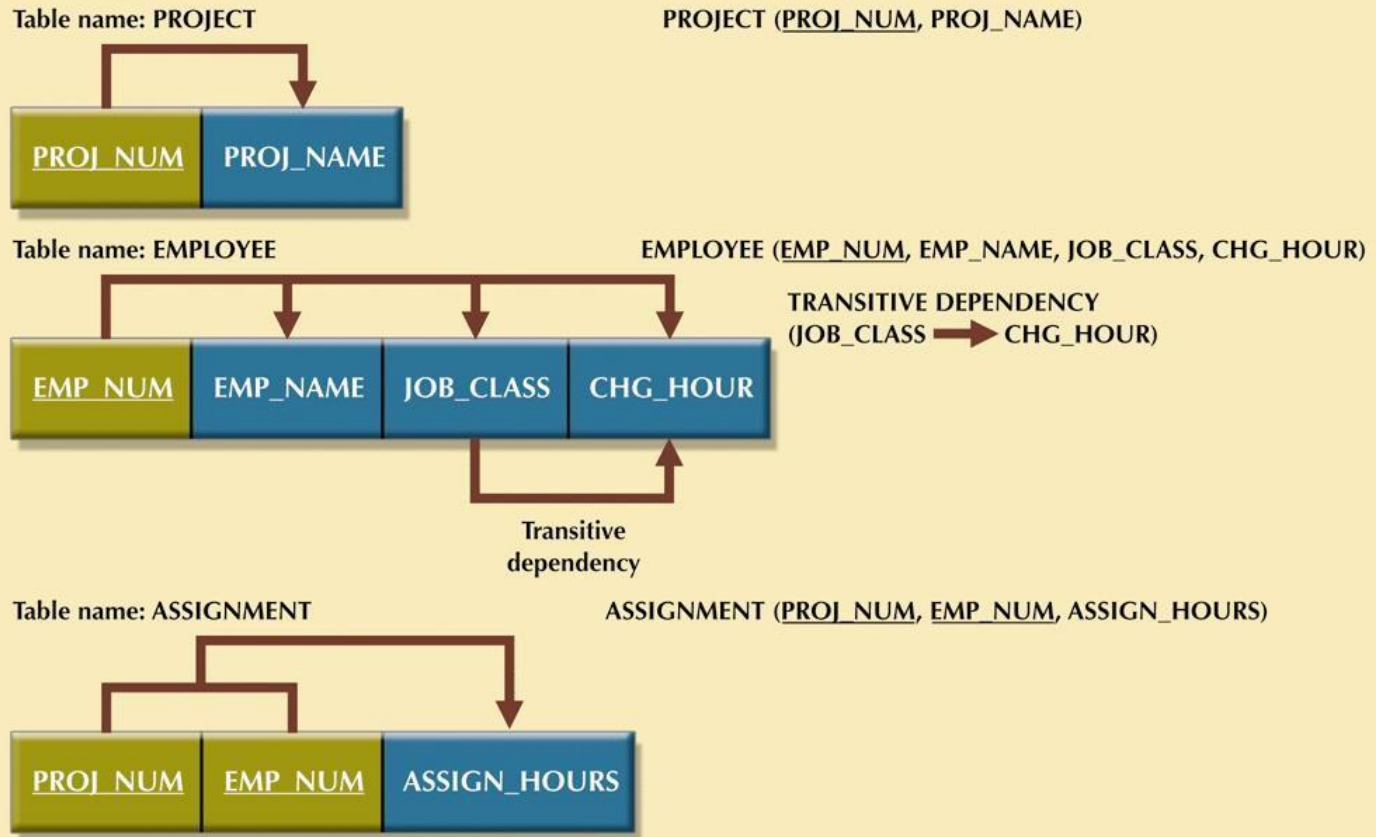 Table name: PROJECT
PROJECT (PROJ_NUM, PROJ_NAME)
PROJ_NUM
PROJ_NAME
Table name: EMPLOYEE
EMPLOYEE (EMP_NUM, EMP_NAME, JOB_CLASS, CHG_HOUR)
TRANSITIVE DEPENDENCY
(JOB_CLASS CHG_HOUR)
EMP_NUM
EMP_NAME
JOB_CLASS
CHG_HOUR
Transitive
dependency
Table name: ASSIGNMENT
ASSIGNMENT (PROJ_NUM, EMP_NUM, ASSIGN_HOURS)
PROJ_NUM
EMP_NUM
ASSIGN_HOURS